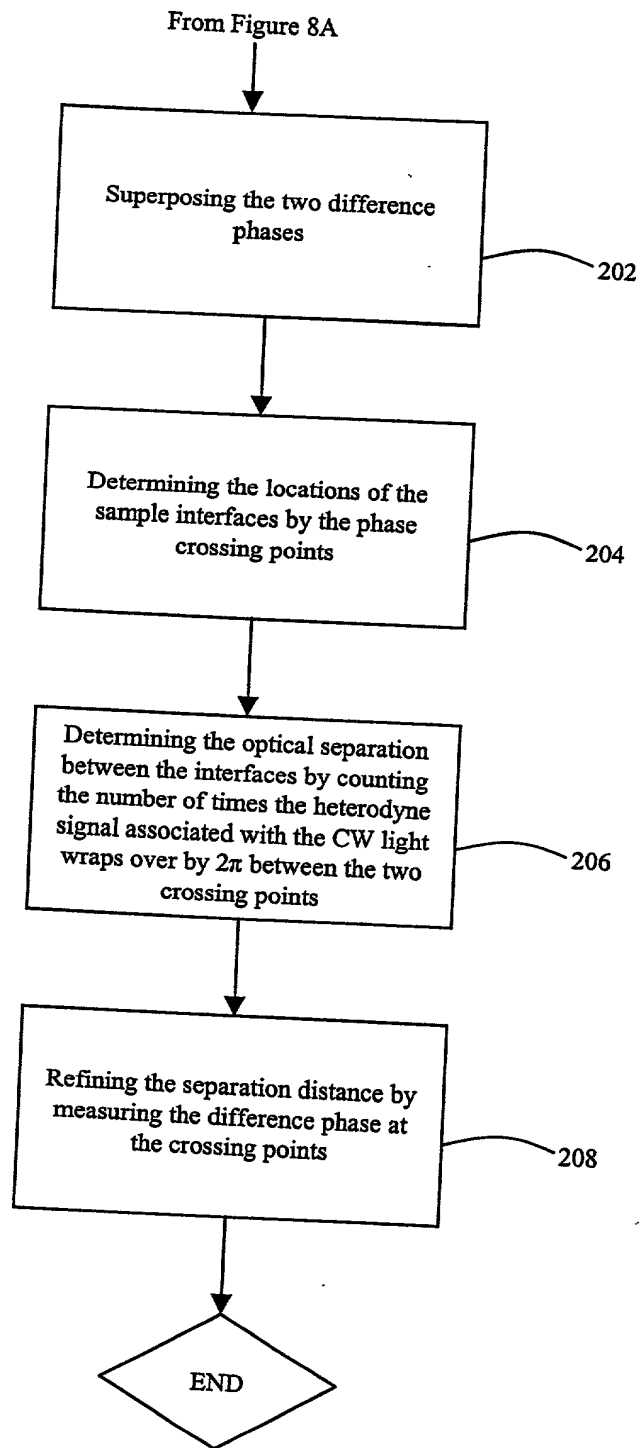 From Figure 8A
Superposing the two difference
phases
202
Determining the locations of the
sample interfaces by the phase
crossing points
204
Determining the optical separation
between the interfaces by counting
the number of times the heterodyne
signal associated with the CW light
wraps over by 2π between the two
crossing points
206
Refining the separation distance by
measuring the difference phase at
the crossing points
208
END